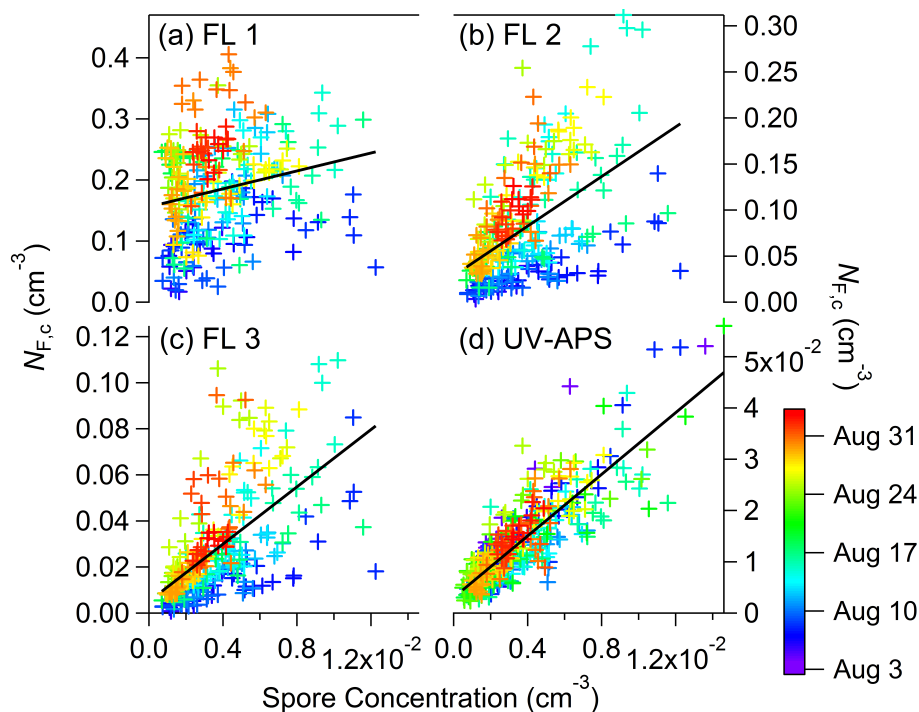 (a) FL 1
(b) FL 2
0.4
0.3
0.2
0.1
0.0
0.30
0.25
0.20
0.15
0.10
0.05
0.00
N_F,c (cm⁻³)
N_F,c (cm⁻³)
(c) FL 3
(d) UV-APS
0.12
0.10
0.08
0.06
0.04
0.02
0.00
5x10⁻²
4
3
2
1
0
0.0
0.4
0.8
1.2x10⁻²
0.0
0.4
0.8
1.2x10⁻²
Spore Concentration (cm⁻³)
Aug 31
Aug 24
Aug 17
Aug 10
Aug 3